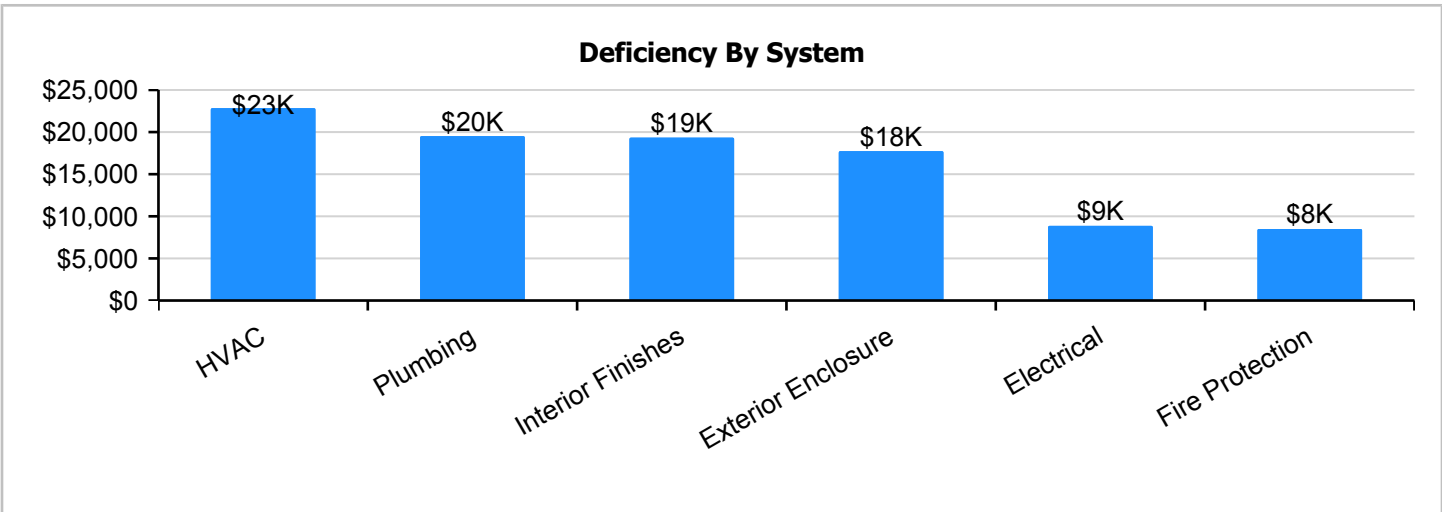 Deficiency By System
$25,000
$20,000
$15,000
$10,000
$5,000
$0
$23K
$20K
$19K
$18K
$9K
$8K
HVAC
Plumbing
Interior Finishes
Exterior Enclosure
Electrical
Fire Protection